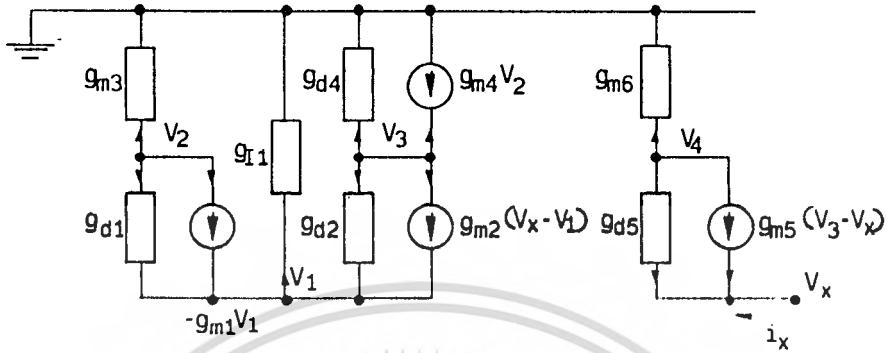 gm3
V2
gd1
-gm1V1
gI1
V1
gd4
gm4V2
V3
gd2
gm2(Vx-V1)
gm6
V4
gd5
gm5(V3-Vx)
Vx
ix